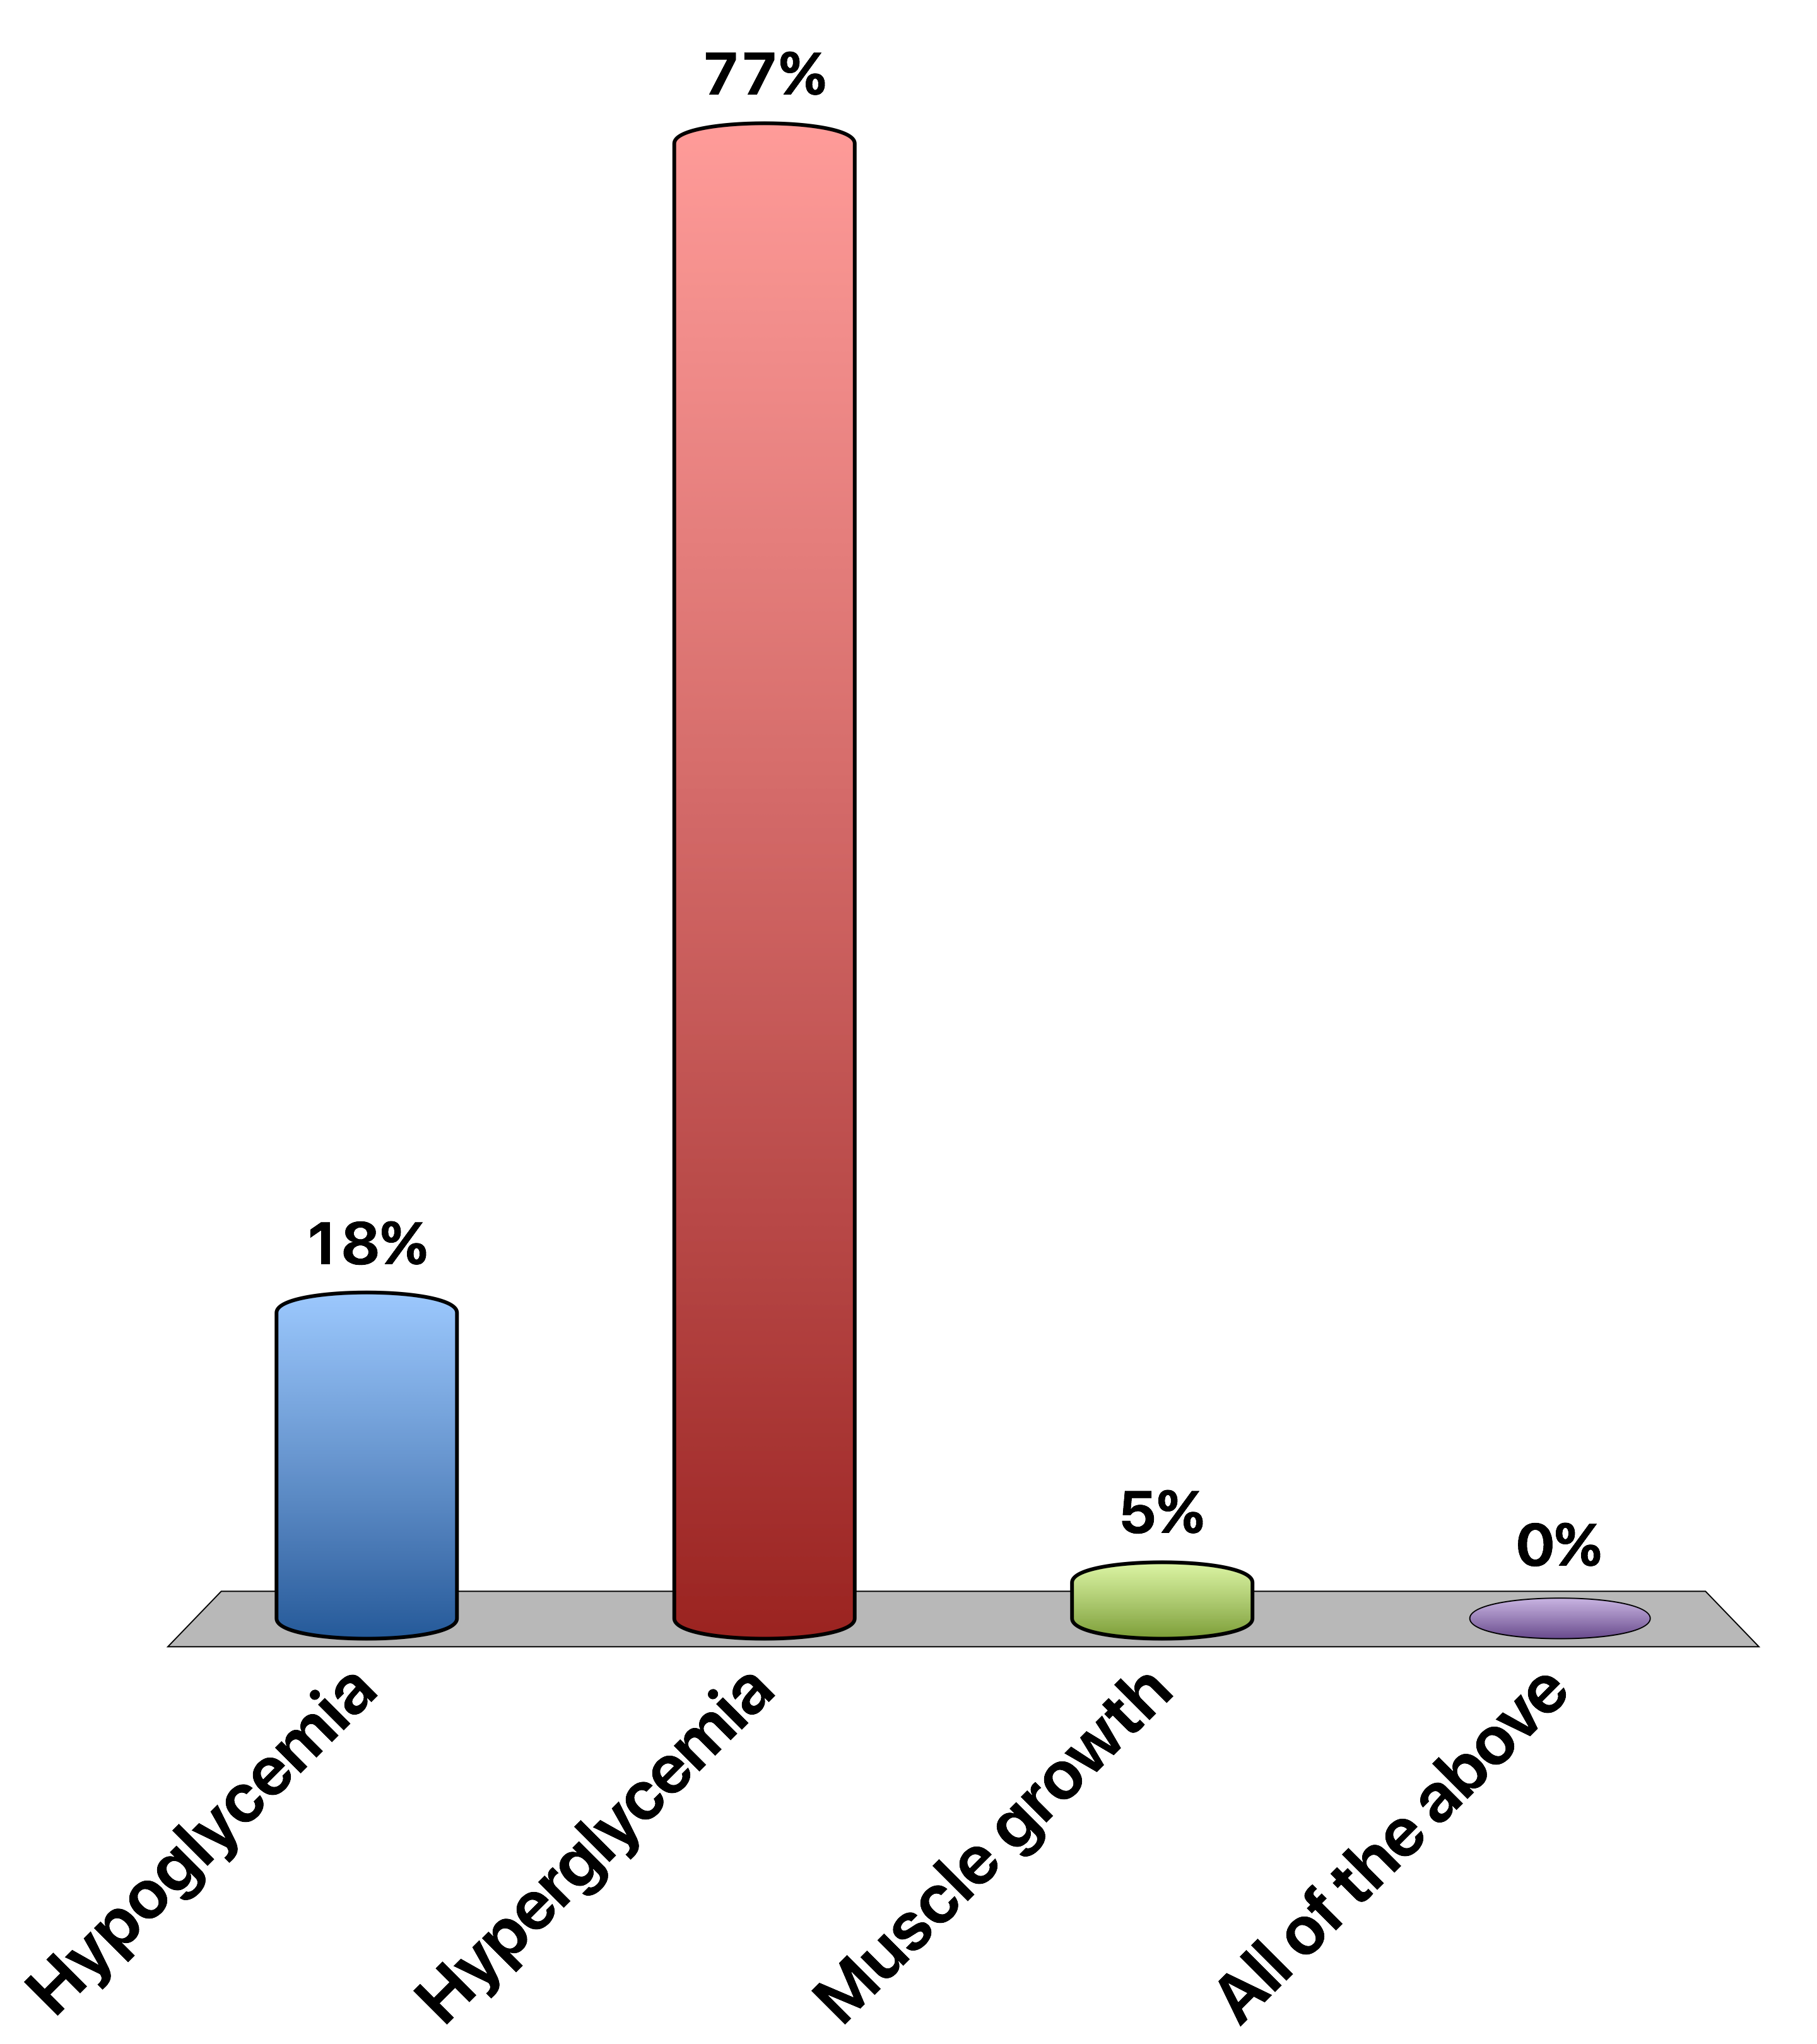 77%
18%
5%
0%
Hypoglycemia
Hyperglycemia
Muscle growth
All of the above